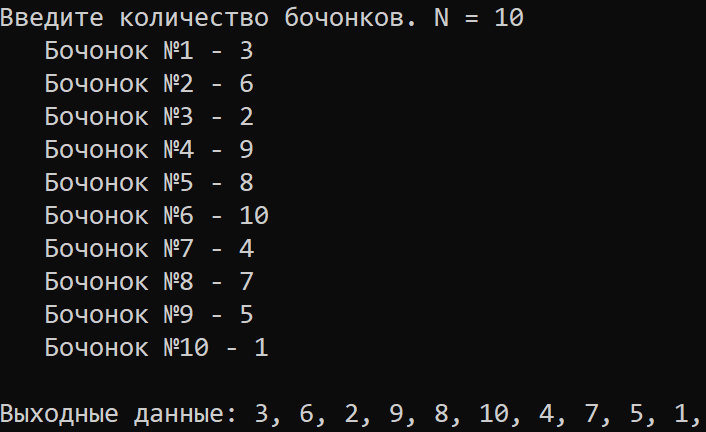 Введите количество бочонков. N = 10
Бочонок №1 - 3
Бочонок №2 - 6
Бочонок №3 - 2
Бочонок №4 - 9
Бочонок №5 - 8
Бочонок №6 - 10
Бочонок №7 - 4
Бочонок №8 - 7
Бочонок №9 - 5
Бочонок №10 - 1
Выходные данные: 3, 6, 2, 9, 8, 10, 4, 7, 5, 1,